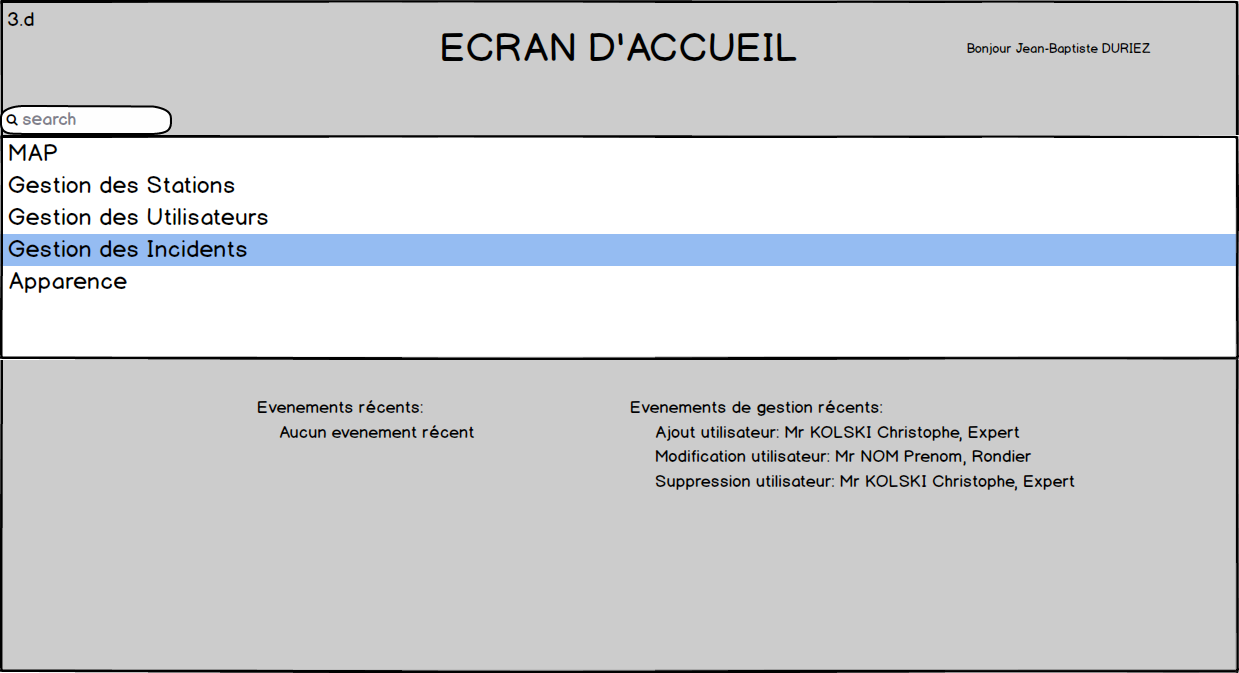 3.d
ECRAN D'ACCUEIL
Bonjour Jean-Baptiste DURIEZ
search
MAP
Gestion des Stations
Gestion des Utilisateurs
Gestion des Incidents
Apparence
Evenements récents:
Aucun evenement récent
Evenements de gestion récents:
Ajout utilisateur: Mr KOLSKI Christophe, Expert
Modification utilisateur: Mr NOM Prenom, Rondier
Suppression utilisateur: Mr KOLSKI Christophe, Expert